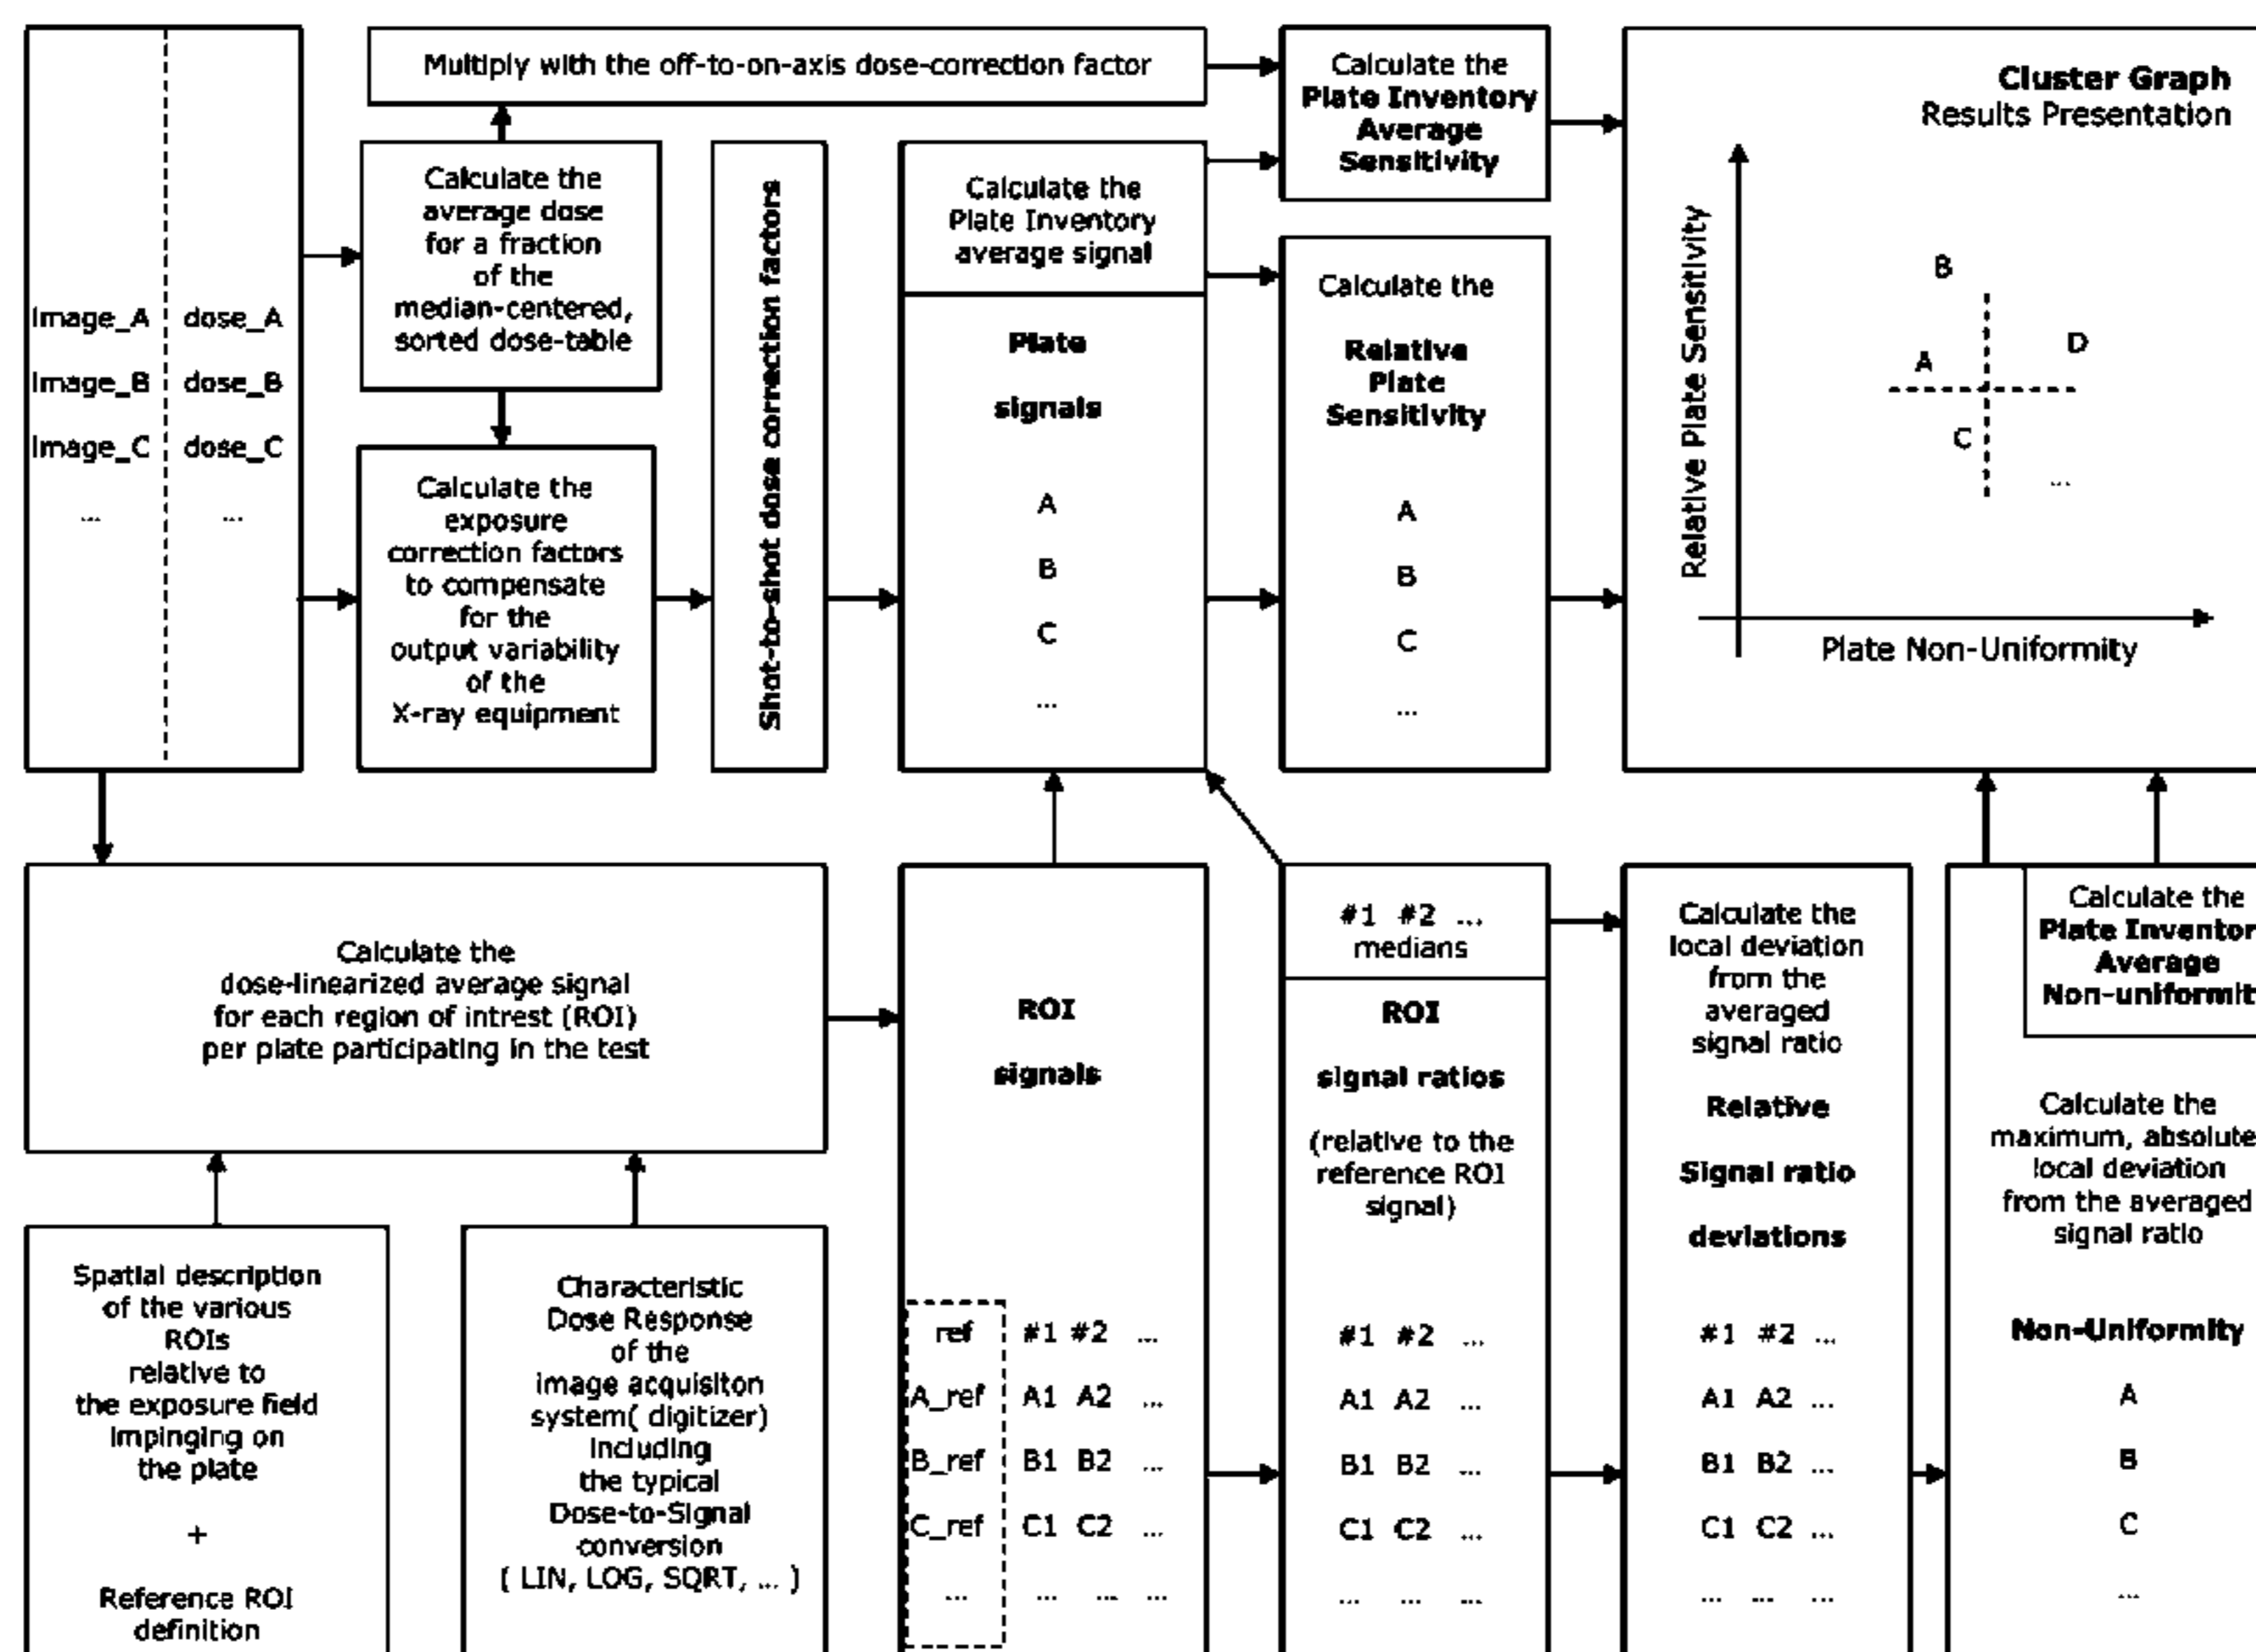 Image_A dose_A
Image_B dose_B
Image_C dose_C
... ...
Multiply with the off-to-on-axis dose-correction factor
Calculate the
average dose
for a fraction
of the
median-centered,
sorted dose-table
Calculate the
exposure
correction factors
to compensate
for the
output variability
of the
X-ray equipment
Shot-to-shot dose correction factors
Calculate the
Plate Inventory
average signal
Plate
signals
A
B
C
...
Calculate the
Plate Inventory
Average
Sensitivity
Calculate the
Relative
Plate
Sensitivity
A
B
C
...
Cluster Graph
Results Presentation
Relative Plate Sensitivity
B
D
A
C
...
Plate Non-Uniformity
Calculate the
dose-linearized average signal
for each region of intrest (ROI)
per plate participating in the test
Spatial description
of the various
ROIs
relative to
the exposure field
impinging on
the plate
+
Reference ROI
definition
Characteristic
Dose Response
of the
image acquisiton
system( digitizer)
including
the typical
Dose-to-Signal
conversion
( LIN, LOG, SQRT, ... )
ROI
signals
ref #1 #2 ...
A_ref A1 A2 ...
B_ref B1 B2 ...
C_ref C1 C2 ...
... ... ... ...
#1 #2 ...
medians
ROI
signal ratios
(relative to the
reference ROI
signal)
#1 #2 ...
A1 A2 ...
B1 B2 ...
C1 C2 ...
... ... ...
Calculate the
local deviation
from the
averaged
signal ratio
Relative
Signal ratio
deviations
#1 #2 ...
A1 A2 ...
B1 B2 ...
C1 C2 ...
... ... ...
Calculate the
Plate Inventor
Average
Non-uniformit
Calculate the
maximum, absolute
local deviation
from the averaged
signal ratio
Non-Uniformity
A
B
C
...